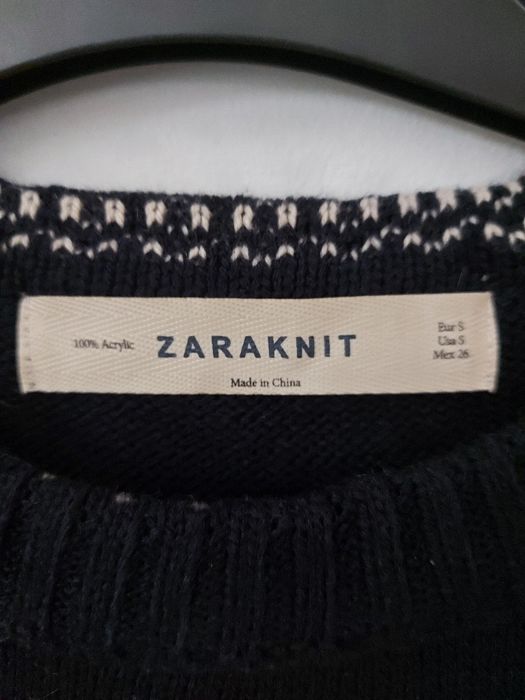 100% Acrylic
ZARAKNIT
Eur S
Usa S
Mex 26
Made in China